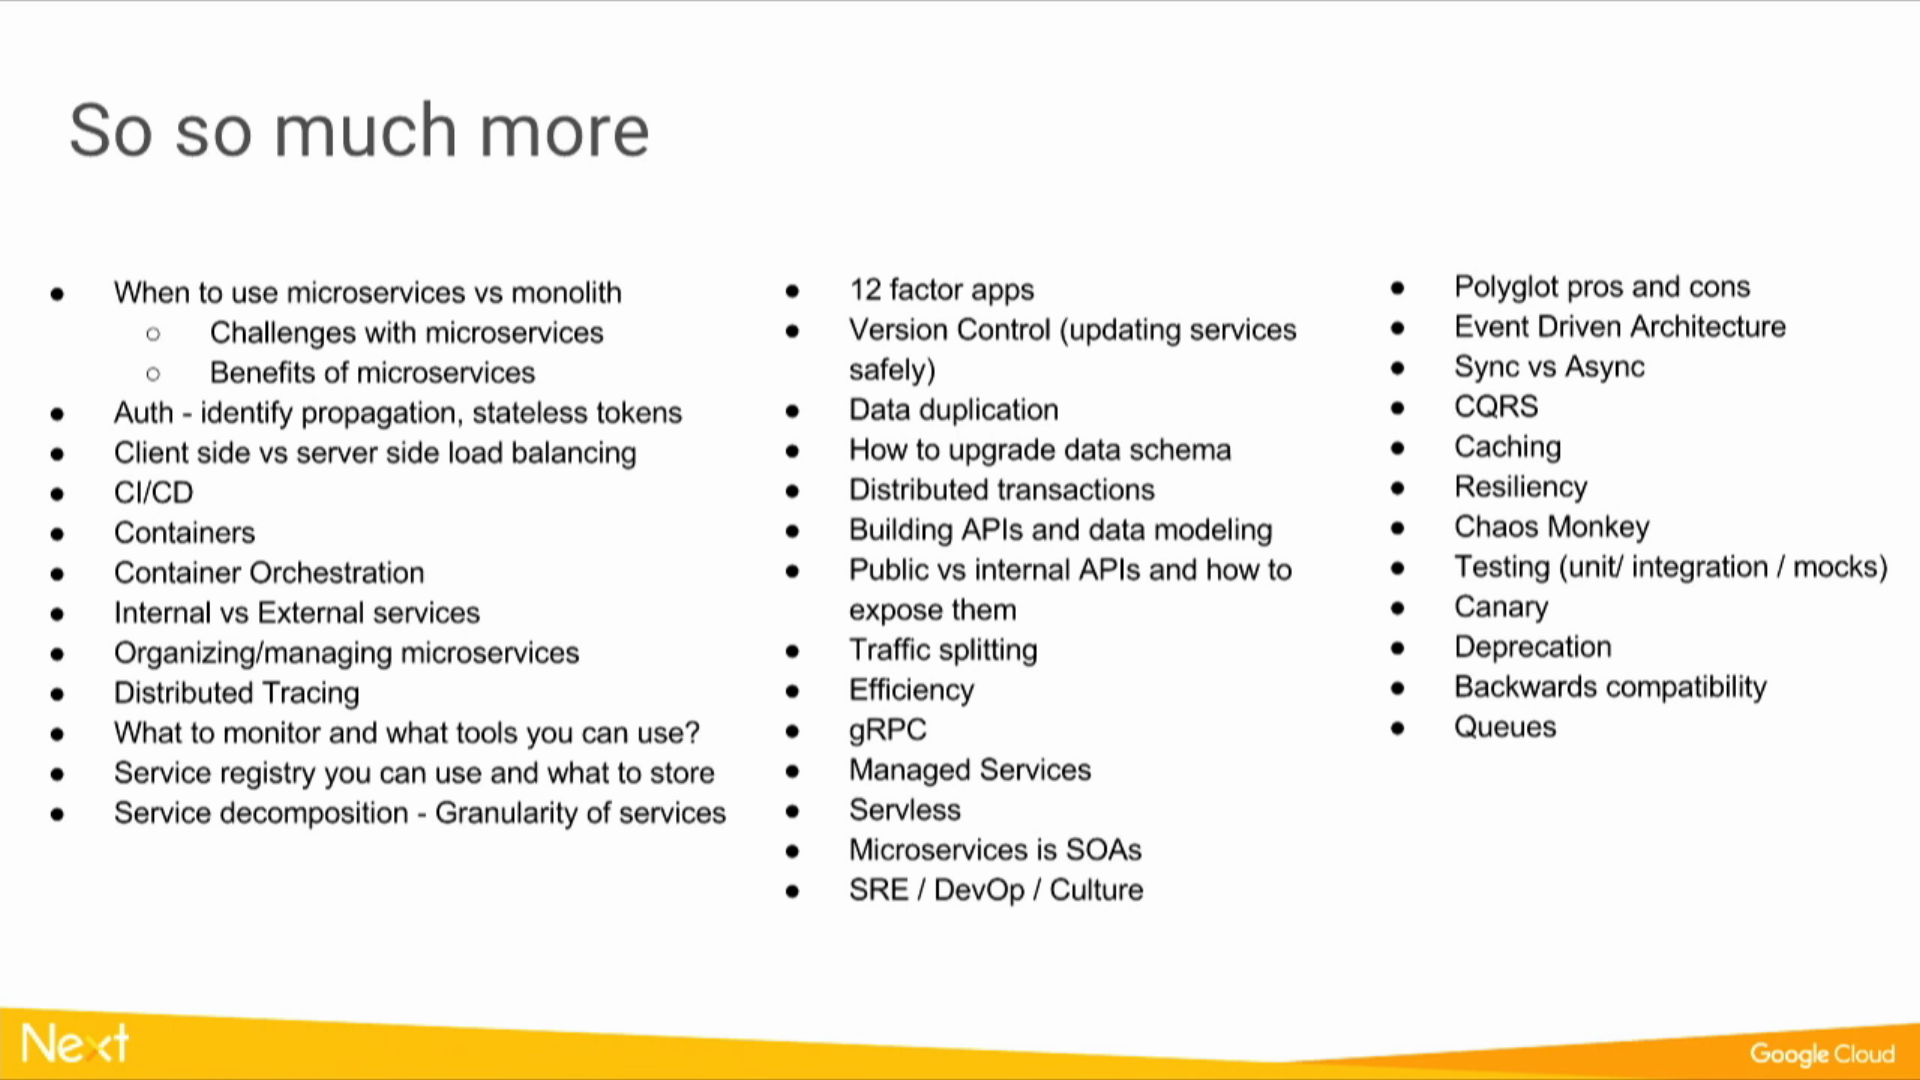 So so much more
When to use microservices vs monolith
Challenges with microservices
Benefits of microservices
Auth - identify propagation, stateless tokens
Client side vs server side load balancing
CI/CD
Containers
Container Orchestration
Internal vs External services
Organizing/managing microservices
Distributed Tracing
What to monitor and what tools you can use?
Service registry you can use and what to store
Service decomposition - Granularity of services
12 factor apps
Version Control (updating services
safely)
Data duplication
How to upgrade data schema
Distributed transactions
Building APIs and data modeling
Public vs internal APIs and how to
expose them
Traffic splitting
Efficiency
gRPC
Managed Services
Servless
Microservices is SOAs
SRE / DevOp / Culture
Polyglot pros and cons
Event Driven Architecture
Sync vs Async
CQRS
Caching
Resiliency
Chaos Monkey
Testing (unit/ integration / mocks)
Canary
Deprecation
Backwards compatibility
Queues
Next
Google Cloud